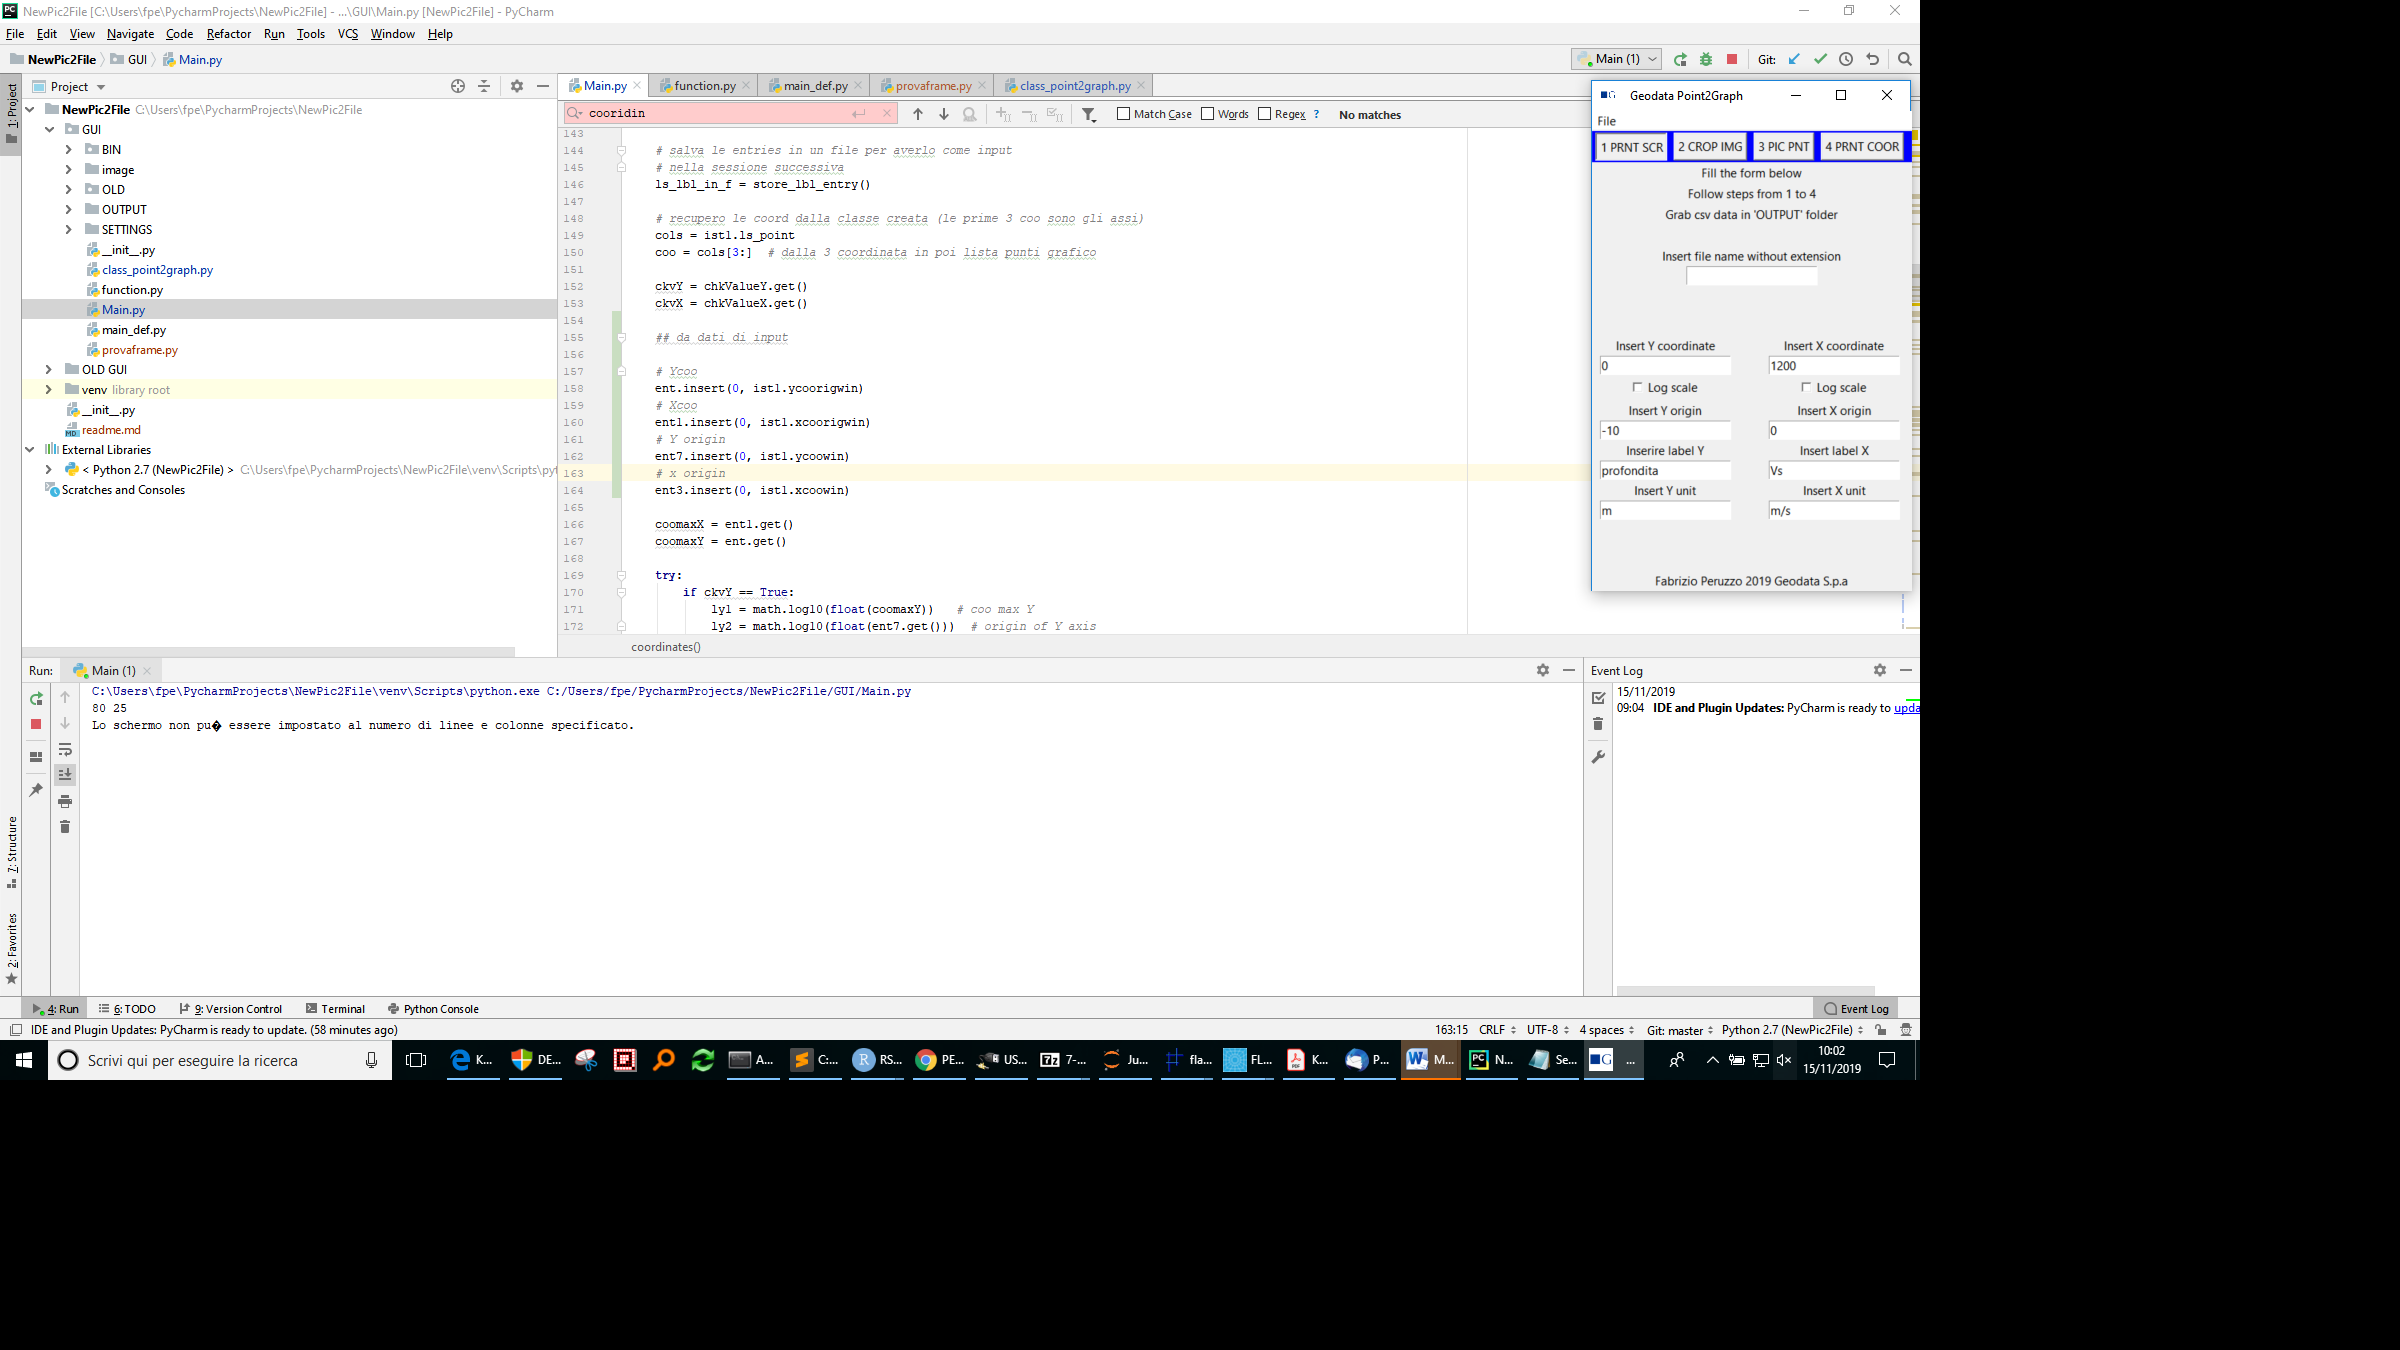 NewPic2File [C:\Users\fpe\PycharmProjects\NewPic2File] - ...\GUI\Main.py [NewPic2File] - PyCharm
File Edit View Navigate Code Refactor Run Tools VCS Window Help
NewPic2File GUI Main.py Main (1) Git:
1: Project
Project
NewPic2File C:\Users\fpe\PycharmProjects\NewPic2File
GUI
BIN
image
OLD
OUTPUT
SETTINGS
__init__.py
class_point2graph.py
function.py
Main.py
main_def.py
provaframe.py
OLD GUI
venv library root
__init__.py
readme.md
External Libraries
< Python 2.7 (NewPic2File) > C:\Users\fpe\PycharmProjects\NewPic2File\venv\Scripts\pyt
Scratches and Consoles
Main.py function.py main_def.py provaframe.py class_point2graph.py
cooridin Match Case Words Regex ? No matches
143
144 # salva le entries in un file per averlo come input
145 # nella sessione successiva
146 ls_lbl_in_f = store_lbl_entry()
147
148 # recupero le coord dalla classe creata (le prime 3 coo sono gli assi)
149 cols = ist1.ls_point
150 coo = cols[3:] # dalla 3 coordinata in poi lista punti grafico
151
152 ckvY = chkValueY.get()
153 ckvX = chkValueX.get()
154
155 ## da dati di input
156
157 # Ycoo
158 ent.insert(0, ist1.ycoorigwin)
159 # Xcoo
160 ent1.insert(0, ist1.xcoorigwin)
161 # Y origin
162 ent7.insert(0, ist1.ycoowin)
163 # x origin
164 ent3.insert(0, ist1.xcoowin)
165
166 coomaxX = ent1.get()
167 coomaxY = ent.get()
168
169 try:
170 if ckvY == True:
171 ly1 = math.log10(float(coomaxY)) # coo max Y
172 ly2 = math.log10(float(ent7.get())) # origin of Y axis
coordinates()
Geodata Point2Graph
File
1 PRNT SCR 2 CROP IMG 3 PIC PNT 4 PRNT COOR
Fill the form below
Follow steps from 1 to 4
Grab csv data in 'OUTPUT' folder
Insert file name without extension
Insert Y coordinate Insert X coordinate
0 1200
Log scale Log scale
Insert Y origin Insert X origin
-10 0
Inserire label Y Insert label X
profondita Vs
Insert Y unit Insert X unit
m m/s
Fabrizio Peruzzo 2019 Geodata S.p.a
Run: Main (1)
C:\Users\fpe\PycharmProjects\NewPic2File\venv\Scripts\python.exe C:/Users/fpe/PycharmProjects/NewPic2File/GUI/Main.py
80 25
Lo schermo non pu� essere impostato al numero di linee e colonne specificato.
Event Log
15/11/2019
09:04 IDE and Plugin Updates: PyCharm is ready to upda
7: Structure
2: Favorites
4: Run 6: TODO 9: Version Control Terminal Python Console Event Log
IDE and Plugin Updates: PyCharm is ready to update. (58 minutes ago) 163:15 CRLF UTF-8 4 spaces Git: master Python 2.7 (NewPic2File)
Scrivi qui per eseguire la ricerca K... DE... A... C:... RS... PE... US... 7-... Ju... fla... FL... K... P... M... N... Se... ...
10:02
15/11/2019